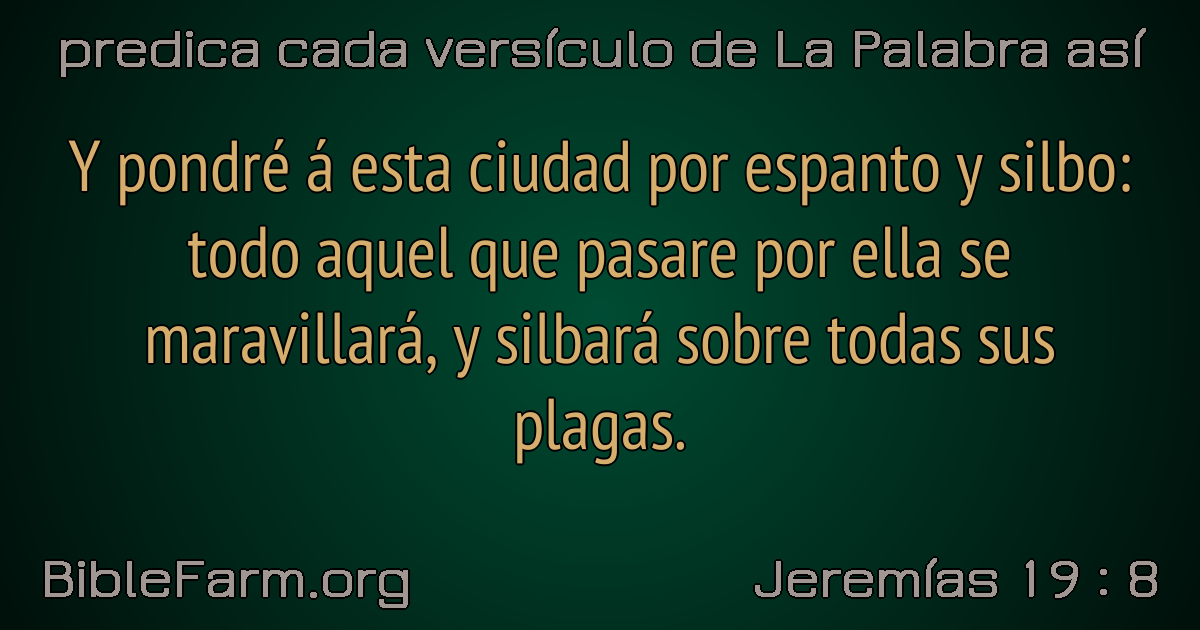 predica cada versículo de La Palabra así
Y pondré á esta ciudad por espanto y silbo:
todo aquel que pasare por ella se
maravillará, y silbará sobre todas sus
plagas.
BibleFarm.org
Jeremías 19 : 8